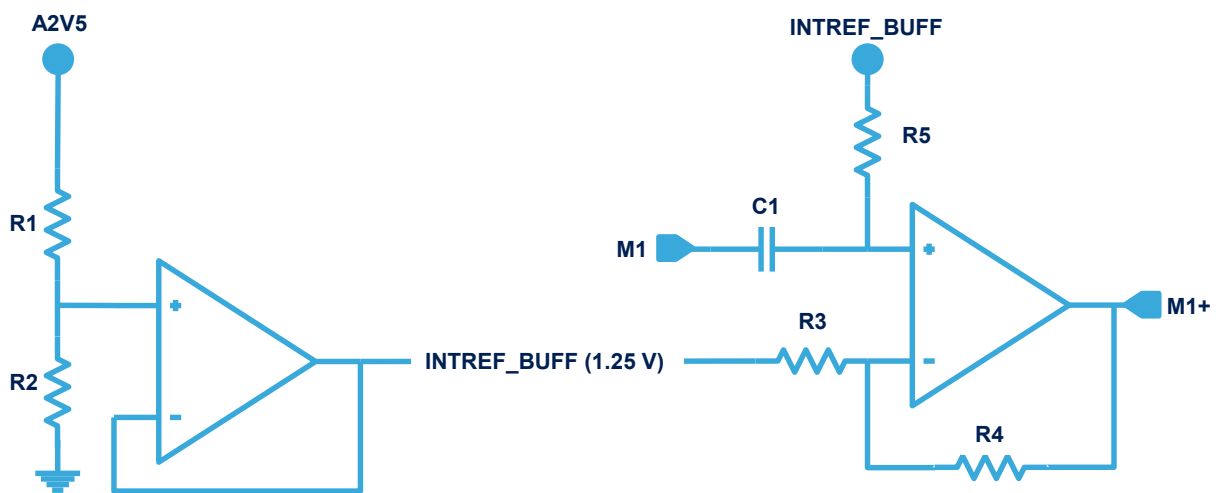 A2V5
INTREF_BUFF
R5
R1
C1
M1
+
+
M1+
R3
R2
INTREF_BUFF (1.25 V)
-
-
R4